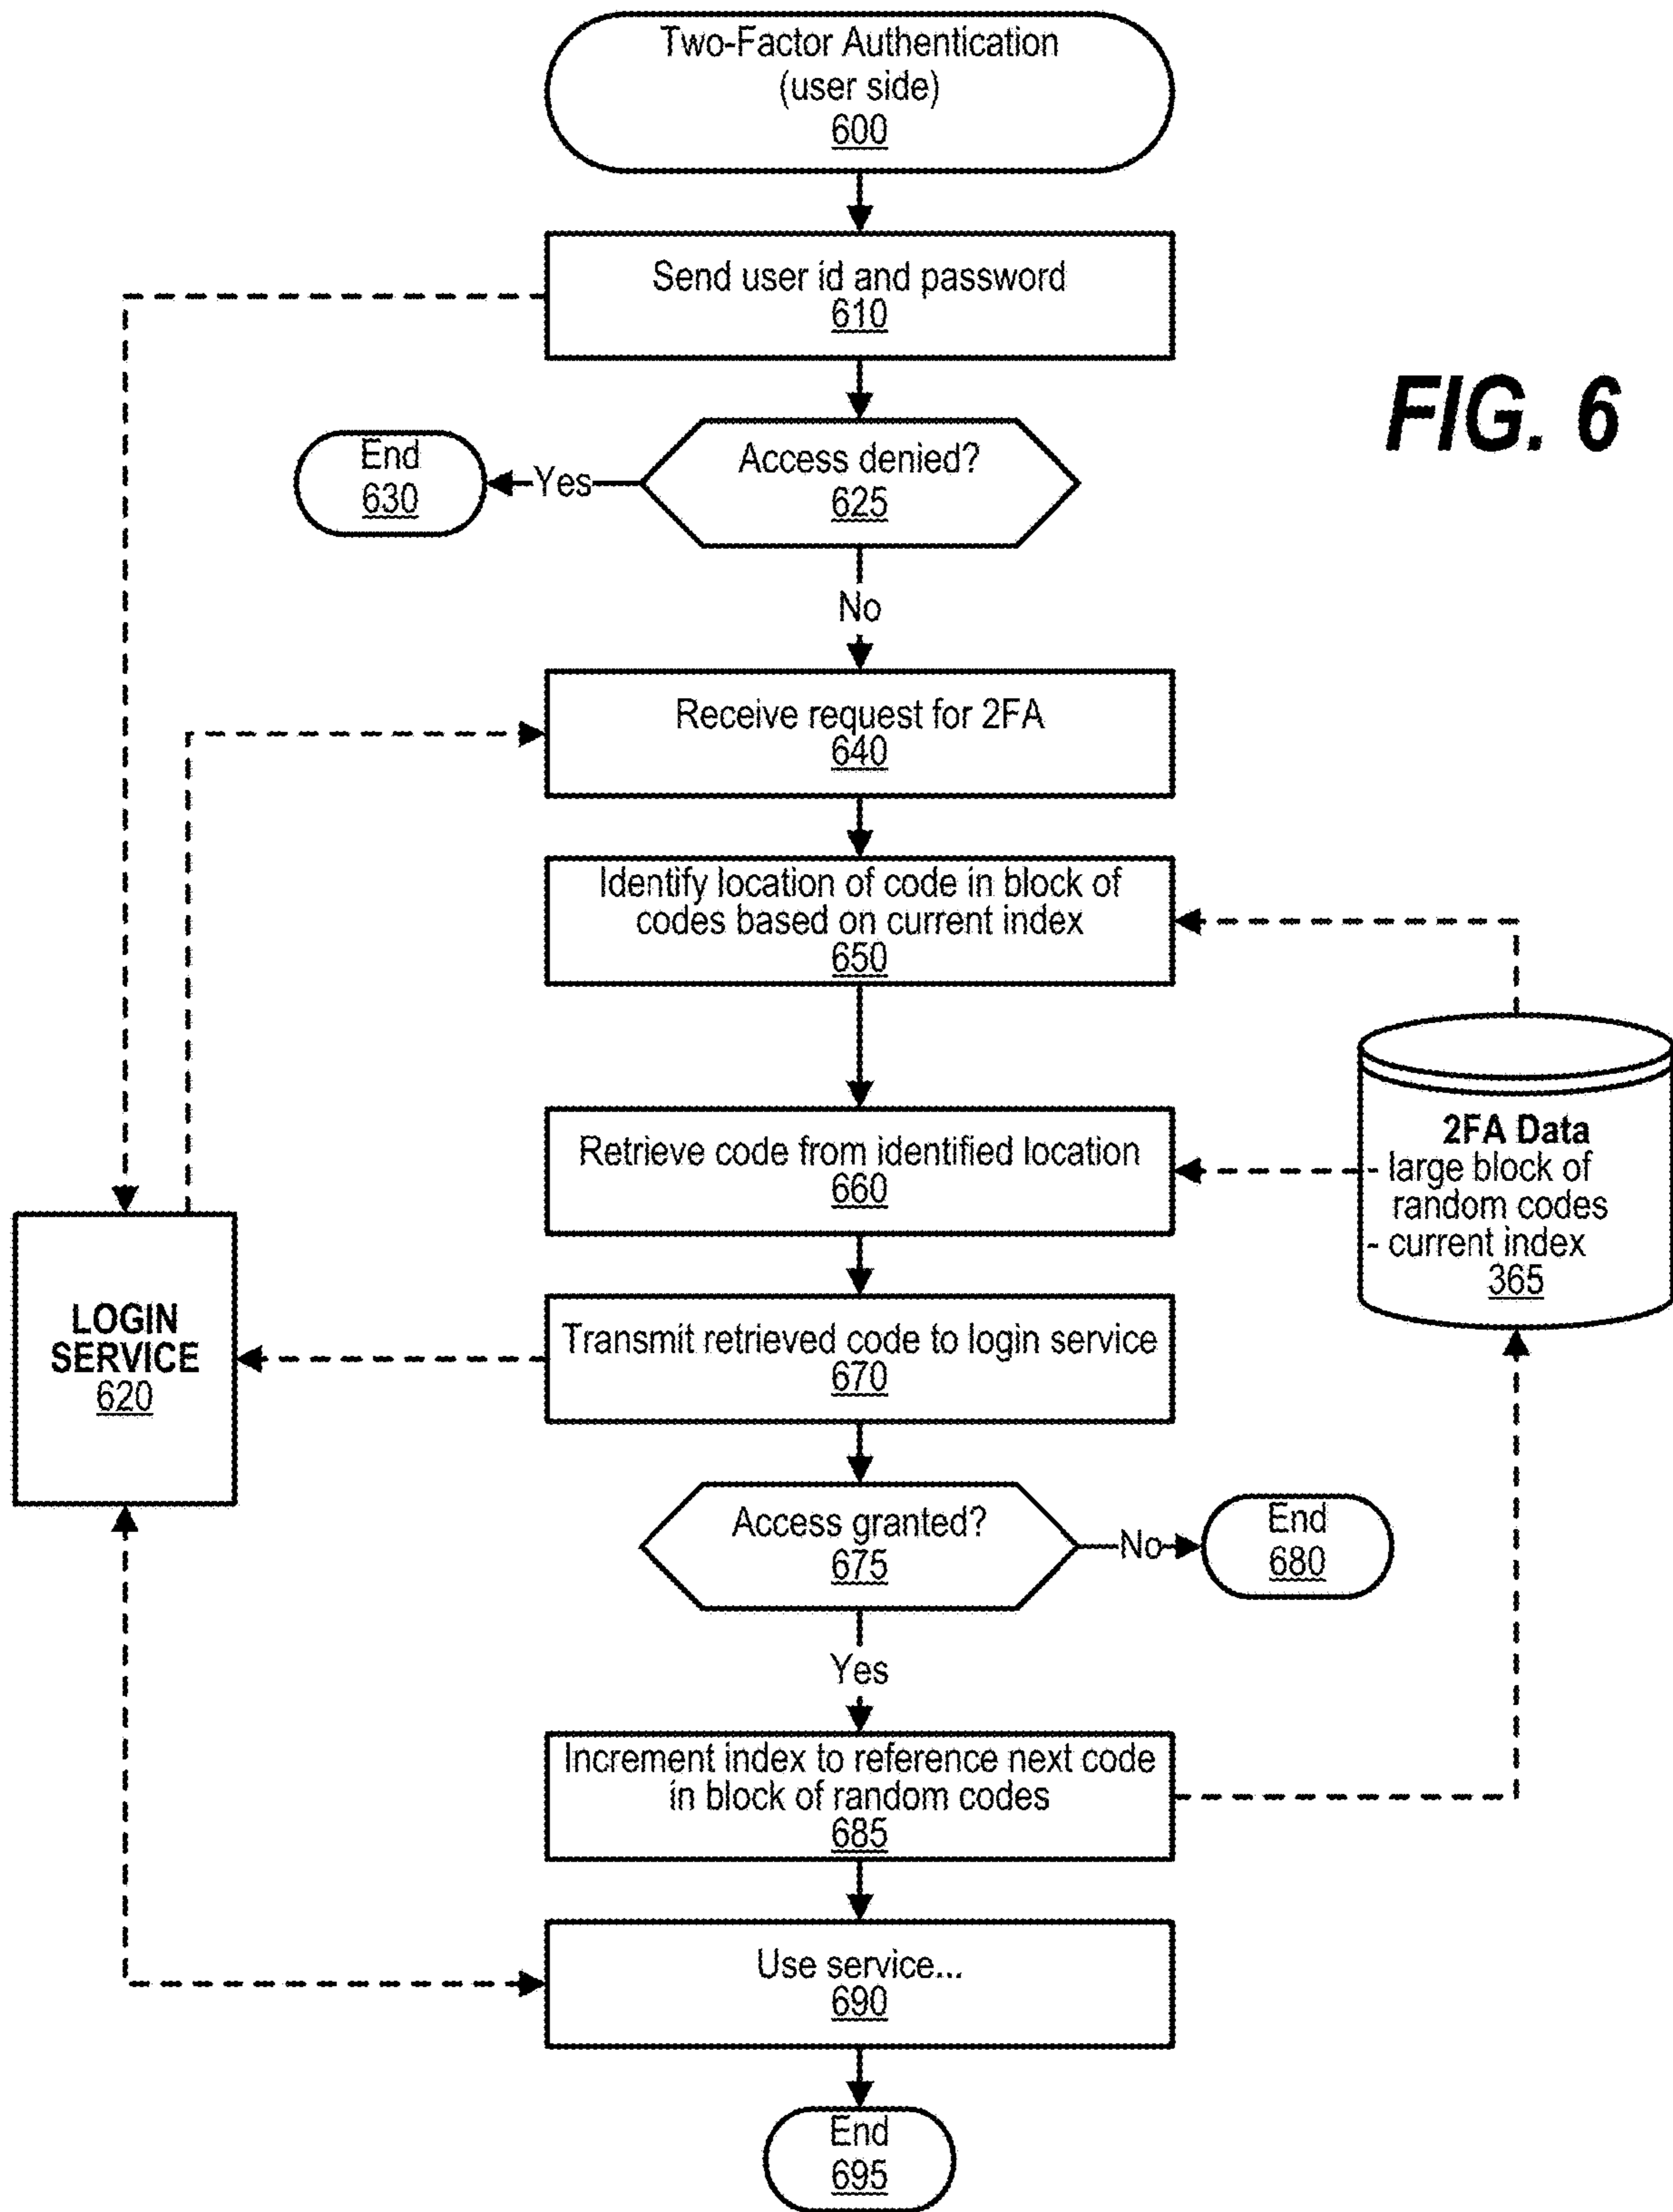 Two-Factor Authentication
(user side)
600
Send user id and password
610
FIG. 6
Access denied?
625
Yes
End
630
No
Receive request for 2FA
640
Identify location of code in block of
codes based on current index
650
Retrieve code from identified location
660
2FA Data
- large block of
random codes
- current index
365
LOGIN
SERVICE
620
Transmit retrieved code to login service
670
Access granted?
675
No
End
680
Yes
Increment index to reference next code
in block of random codes
685
Use service...
690
End
695